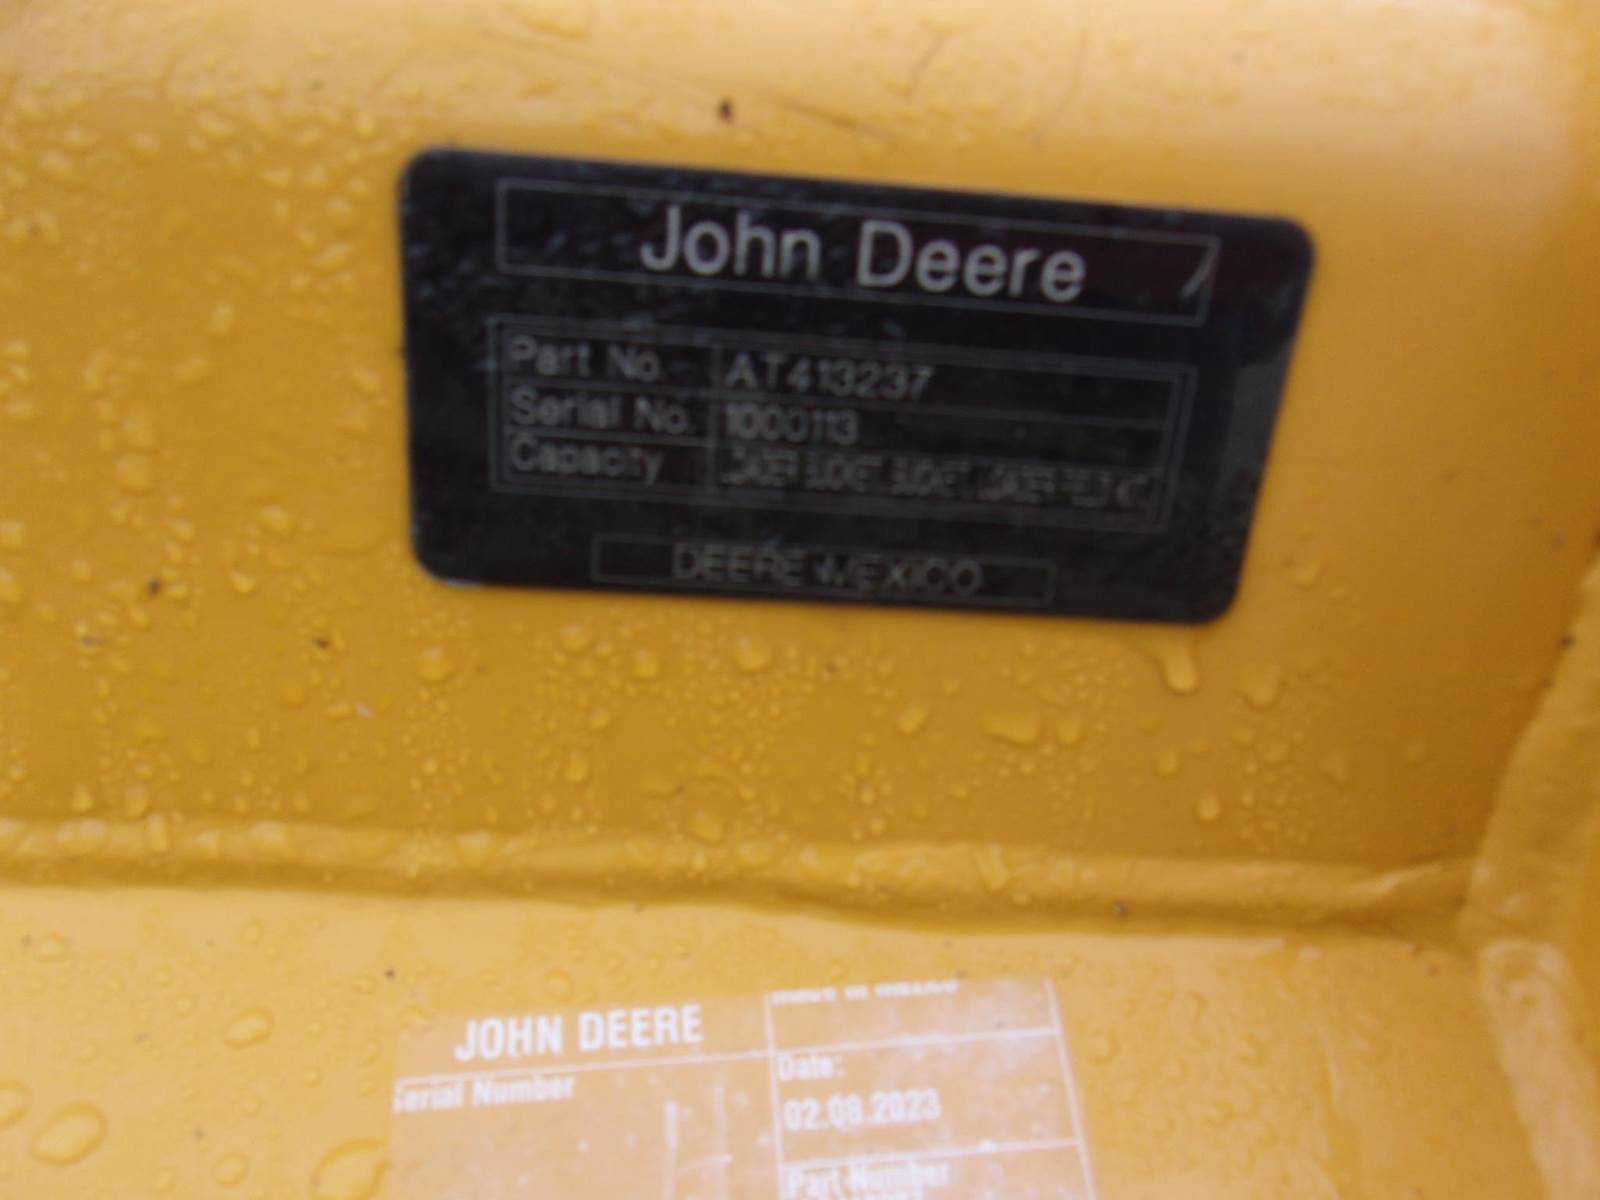 John Deere
Part No. AT413237
Serial No. 1000113
Capacity
DEERE MEXICO
JOHN DEERE
Serial Number
Date:
02.08.2023
Part Number